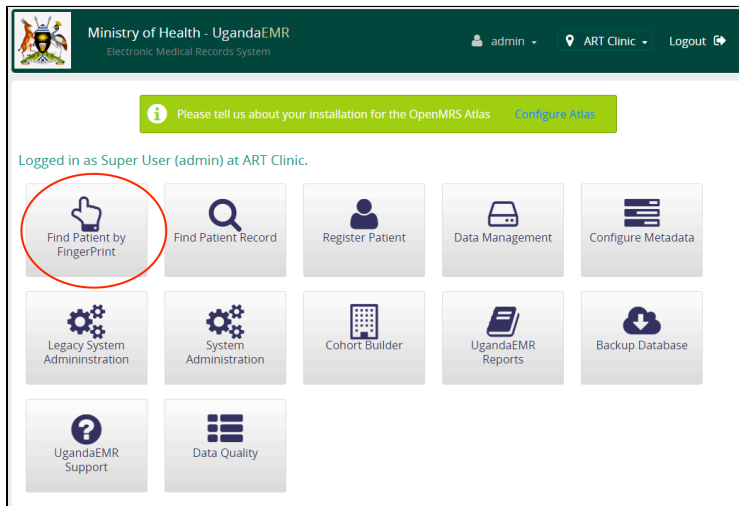 Ministry of Health - UgandaEMR
Electronic Medical Records System
admin
ART Clinic
Logout
Please tell us about your installation for the OpenMRS Atlas Configure Atlas
Logged in as Super User (admin) at ART Clinic.
Find Patient by
FingerPrint
Find Patient Record
Register Patient
Data Management
Configure Metadata
Legacy System
Admininstration
System
Administration
Cohort Builder
UgandaEMR
Reports
Backup Database
UgandaEMR
Support
Data Quality